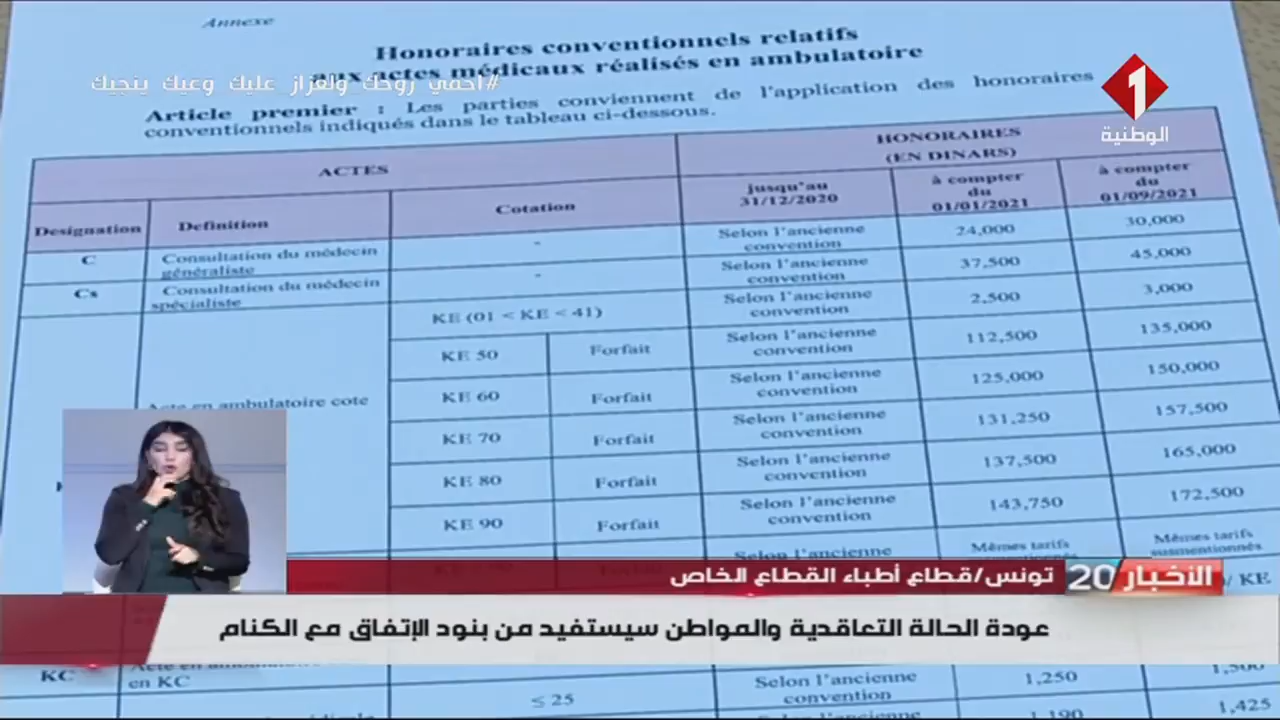 Annexe
Honoraires conventionnels relatifs
aux actes médicaux réalisés en ambulatoire
#احمي روحك ولعزاز عليك وعبك ينجيك
الوطنية
1
Article premier : Les parties conviennent de l'application des honoraires
conventionnels indiqués dans le tableau ci-dessous.
ACTES
HONORAIRES
(EN DINARS)
Designation
Definition
Cotation
jusqu'au
31/12/2020
à compter
du
01/01/2021
à compter
du
01/09/2021
C
Consultation du médecin
généraliste
-
Selon l'ancienne
convention
24,000
30,000
Cs
Consultation du médecin
spécialiste
-
Selon l'ancienne
convention
37,500
45,000
KE (01 < KE < 41)
Selon l'ancienne
convention
2,500
3,000
KE 50
Forfait
Selon l'ancienne
convention
112,500
135,000
KE 60
Forfait
Selon l'ancienne
convention
125,000
150,000
Acte en ambulatoire cote
KE 70
Forfait
Selon l'ancienne
convention
131,250
157,500
KE 80
Forfait
Selon l'ancienne
convention
137,500
165,000
KE 90
Forfait
Selon l'ancienne
convention
143,750
172,500
Selon l'ancienne
Mêmes tarifs
Mêmes tarifs
susmentionnés
/ KE
الأخبار 20
تونس/قطاع أطباء القطاع الخاص
عودة الحالة التعاقدية والمواطن سيستفيد من بنود الإتفاق مع الكنام
KC
en KC
Selon l'ancienne
convention
1,250
1,500
≤ 25
Selon l'ancienne
1,190
1,425